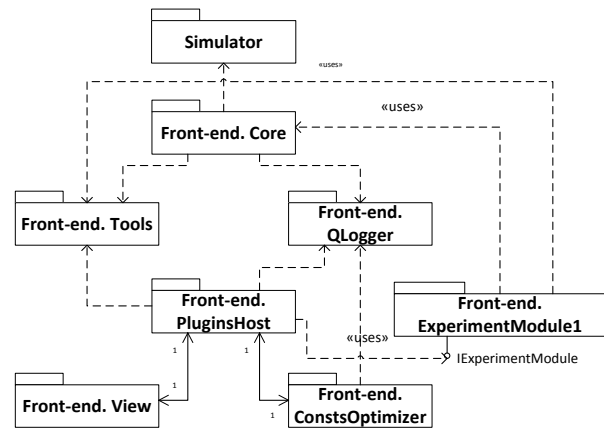 Simulator
«uses»
Front-end. Core
«uses»
Front-end. Tools
Front-end.
QLogger
Front-end.
PluginsHost
Front-end.
ExperimentModule1
«uses»
IExperimentModule
1
1
1
1
Front-end. View
Front-end.
ConstsOptimizer